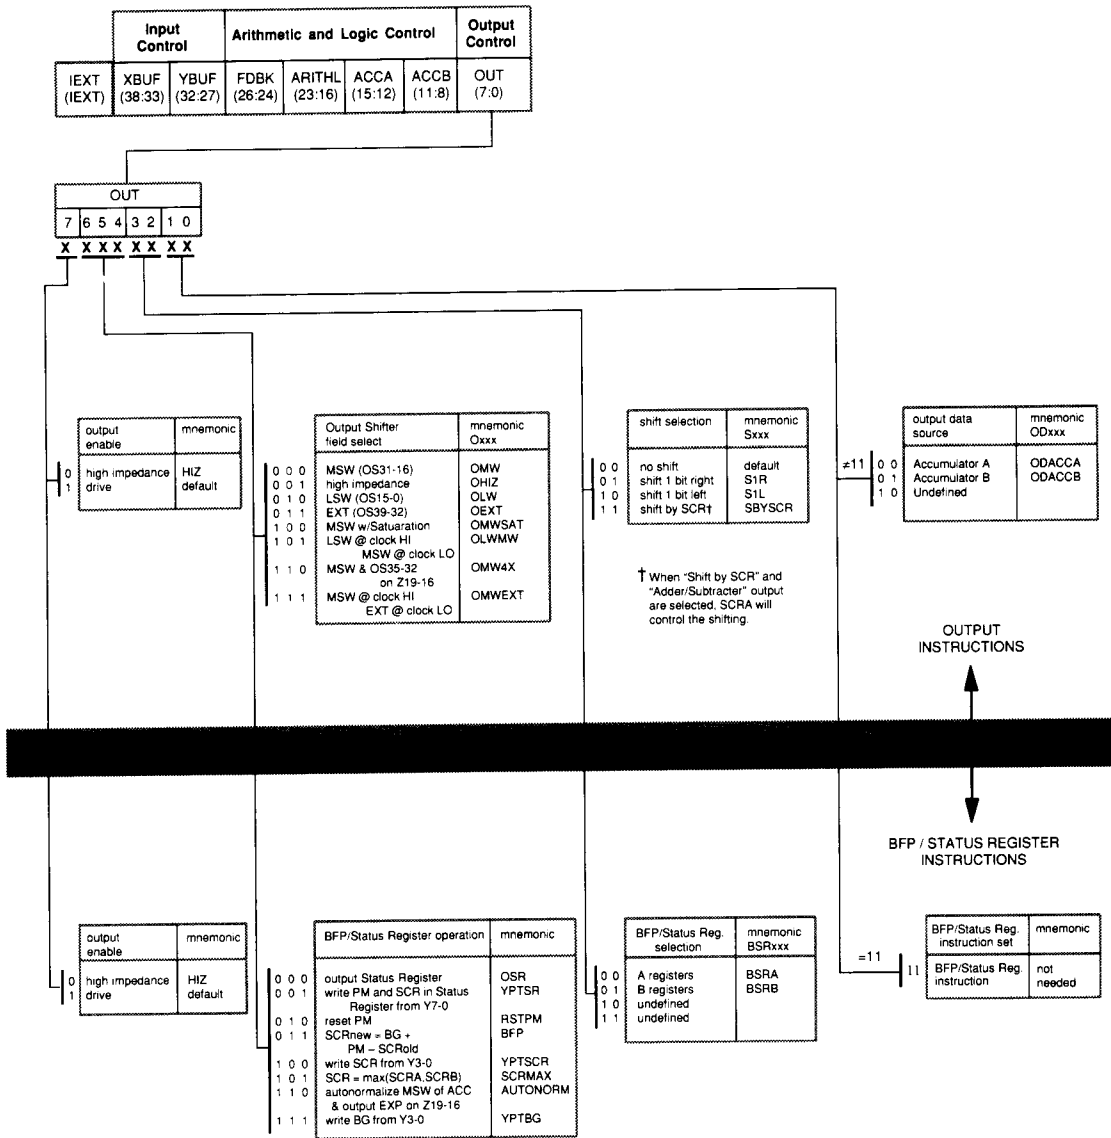 Input Control
Arithmetic and Logic Control
Output Control
IEXT (IEXT)
XBUF (38:33)
YBUF (32:27)
FDBK (26:24)
ARITHL (23:16)
ACCA (15:12)
ACCB (11:8)
OUT (7:0)
OUT
7 6 5 4 3 2 1 0
X X X X X X X X
output enable mnemonic
0 high impedance HIZ
1 drive default
Output Shifter field select mnemonic Oxxx
0 0 0 MSW (OS31-16) OMW
0 0 1 high impedance OHIZ
0 1 0 LSW (OS15-0) OLW
0 1 1 EXT (OS39-32) OEXT
1 0 0 MSW w/Satuaration OMWSAT
1 0 1 LSW @ clock HI OLWMW
MSW @ clock LO
1 1 0 MSW & OS35-32 OMW4X
on Z19-16
1 1 1 MSW @ clock HI OMWEXT
EXT @ clock LO
shift selection mnemonic Sxxx
0 0 no shift default
0 1 shift 1 bit right S1R
1 0 shift 1 bit left S1L
1 1 shift by SCR† SBYSCR
† When "Shift by SCR" and
"Adder/Subtracter" output
are selected, SCRA will
control the shifting.
output data source mnemonic ODxxx
≠11 0 0 Accumulator A ODACCA
0 1 Accumulator B ODACCB
1 0 Undefined
OUTPUT
INSTRUCTIONS
BFP / STATUS REGISTER
INSTRUCTIONS
output enable mnemonic
0 high impedance HIZ
1 drive default
BFP/Status Register operation mnemonic
0 0 0 output Status Register OSR
0 0 1 write PM and SCR in Status YPTSR
Register from Y7-0
0 1 0 reset PM RSTPM
0 1 1 SCRnew = BG + BFP
PM – SCRold
1 0 0 write SCR from Y3-0 YPTSCR
1 0 1 SCR = max(SCRA,SCRB) SCRMAX
1 1 0 autonormalize MSW of ACC AUTONORM
& output EXP on Z19-16
1 1 1 write BG from Y3-0 YPTBG
BFP/Status Reg. selection mnemonic BSRxxx
0 0 A registers BSRA
0 1 B registers BSRB
1 0 undefined
1 1 undefined
BFP/Status Reg. instruction set mnemonic
=11 11 BFP/Status Reg. instruction not needed